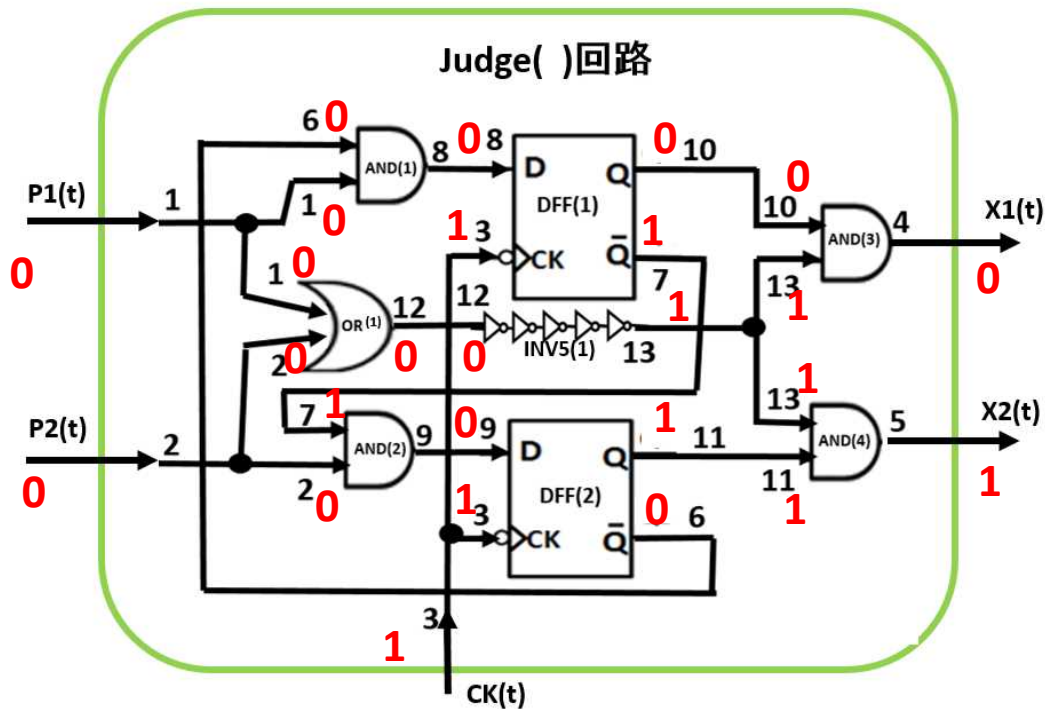 Judge( )回路
6 0
AND(1)
8 0 8
D
Q
0 10
DFF(1)
P1(t)
1
1 0
0
1 3
CK
Q̄
1
7
0
10
AND(3)
4
X1(t)
0
1 0
OR(1)
12
0
12
0
INV5(1)
1
13
13
1
2 0
7 1
AND(2)
9
0 9
D
Q
1
11
DFF(2)
P2(t)
2
0
2 0
1
3
CK
Q̄
0 6
1
13
AND(4)
11
1
5
X2(t)
1
3
1
CK(t)